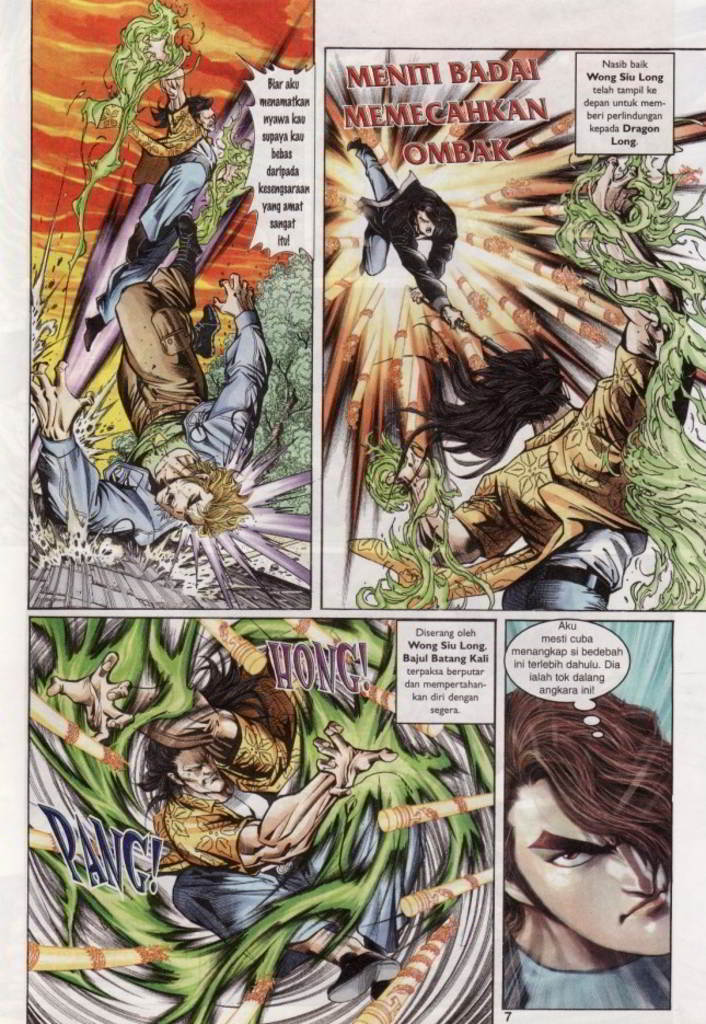 Biar aku
menamatkan
nyawa kau
supaya kau
bebas
daripada
kesengsaraan
yang amat
sangat
itu!
MENITI BADAI
MEMECAHKAN
OMBAK
Nasib baik
Wong Siu Long
telah tampil ke
depan untuk mem-
beri perlindungan
kepada Dragon
Long.
HONG!
PANG!
Diserang oleh
Wong Siu Long,
Bajul Batang Kali
terpaksa berputar
dan mempertahan-
kan diri dengan
segera.
Aku
mesti cuba
menangkap si bedebah
ini terlebih dahulu. Dia
ialah tok dalang
angkara ini!
7